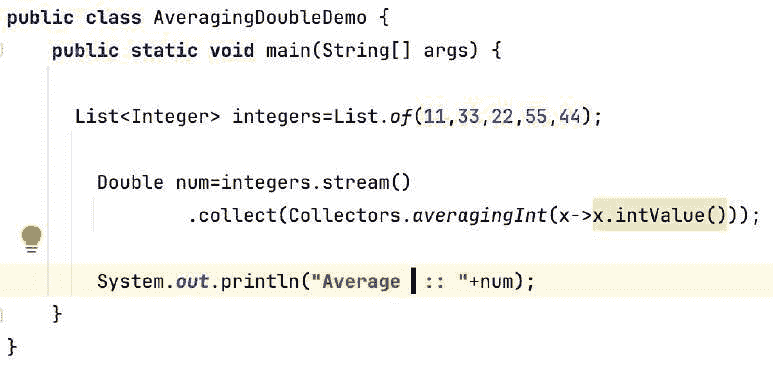 public class AveragingDoubleDemo {
    public static void main(String[] args) {
        List<Integer> integers=List.of(11,33,22,55,44);
        Double num=integers.stream()
                .collect(Collectors.averagingInt(x->x.intValue()));
        System.out.println("Average  :: "+num);
    }
}